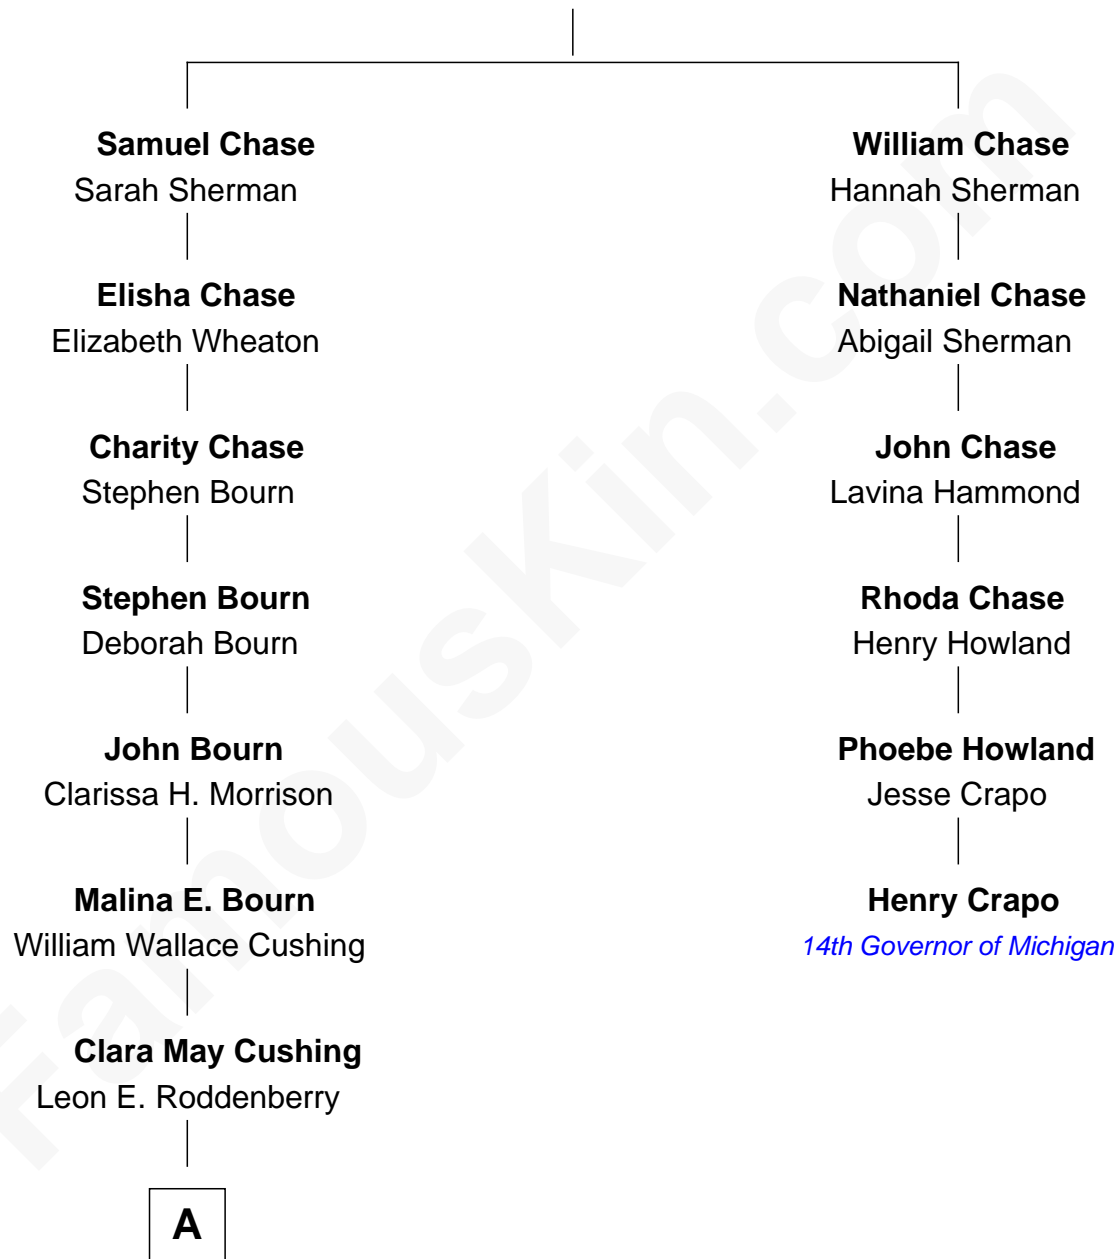 Samuel Chase
Sarah Sherman
Elisha Chase
Elizabeth Wheaton
Charity Chase
Stephen Bourn
Stephen Bourn
Deborah Bourn
John Bourn
Clarissa H. Morrison
Malina E. Bourn
William Wallace Cushing
Clara May Cushing
Leon E. Roddenberry
A
William Chase
Hannah Sherman
Nathaniel Chase
Abigail Sherman
John Chase
Lavina Hammond
Rhoda Chase
Henry Howland
Phoebe Howland
Jesse Crapo
Henry Crapo
14th Governor of Michigan
FamousKin.com